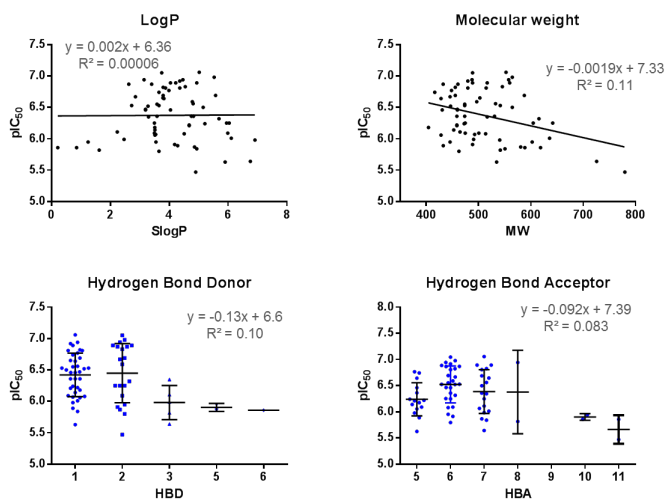 LogP
y = 0.002x + 6.36
R² = 0.00006
7.5
7.0
6.5
6.0
5.5
5.0
pIC₅₀
0 2 4 6 8
SlogP
Molecular weight
y = -0.0019x + 7.33
R² = 0.11
7.5
7.0
6.5
6.0
5.5
5.0
pIC₅₀
400 500 600 700 800
MW
Hydrogen Bond Donor
y = -0.13x + 6.6
R² = 0.10
7.5
7.0
6.5
6.0
5.5
5.0
pIC₅₀
1 2 3 5 6
HBD
Hydrogen Bond Acceptor
y = -0.092x + 7.39
R² = 0.083
8.0
7.5
7.0
6.5
6.0
5.5
5.0
pIC₅₀
5 6 7 8 9 10 11
HBA